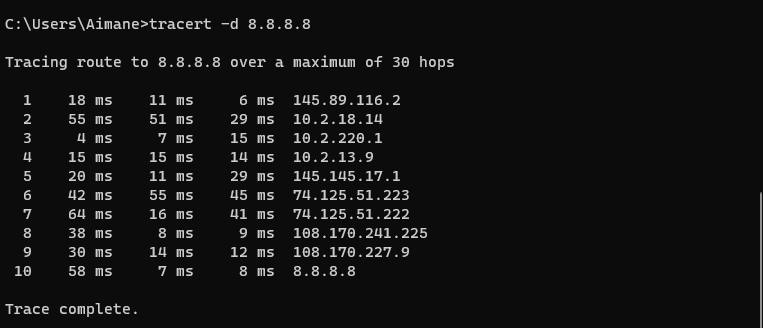 C:\Users\Aimane>tracert -d 8.8.8.8
Tracing route to 8.8.8.8 over a maximum of 30 hops
1 18 ms 11 ms 6 ms 145.89.116.2
2 55 ms 51 ms 29 ms 10.2.18.14
3 4 ms 7 ms 15 ms 10.2.220.1
4 15 ms 15 ms 14 ms 10.2.13.9
5 20 ms 11 ms 29 ms 145.145.17.1
6 42 ms 55 ms 45 ms 74.125.51.223
7 64 ms 16 ms 41 ms 74.125.51.222
8 38 ms 8 ms 9 ms 108.170.241.225
9 30 ms 14 ms 12 ms 108.170.227.9
10 58 ms 7 ms 8 ms 8.8.8.8
Trace complete.